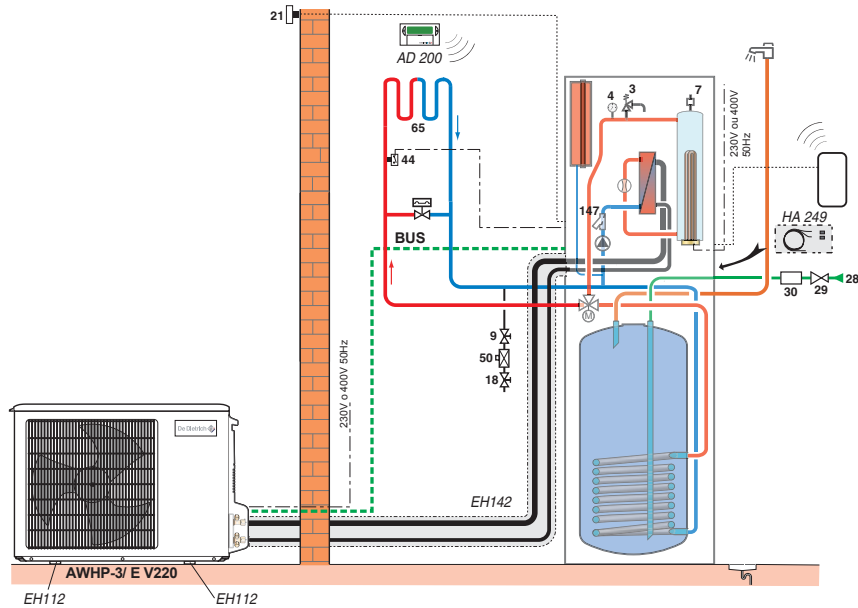 21
AD 200
65
44
4
3
7
230V ou 400V
50Hz
147
HA 249
BUS
28
29
30
M
9
50
18
230V o 400V 50Hz
De Dietrich
EH142
AWHP-3/ E V220
EH112
EH112